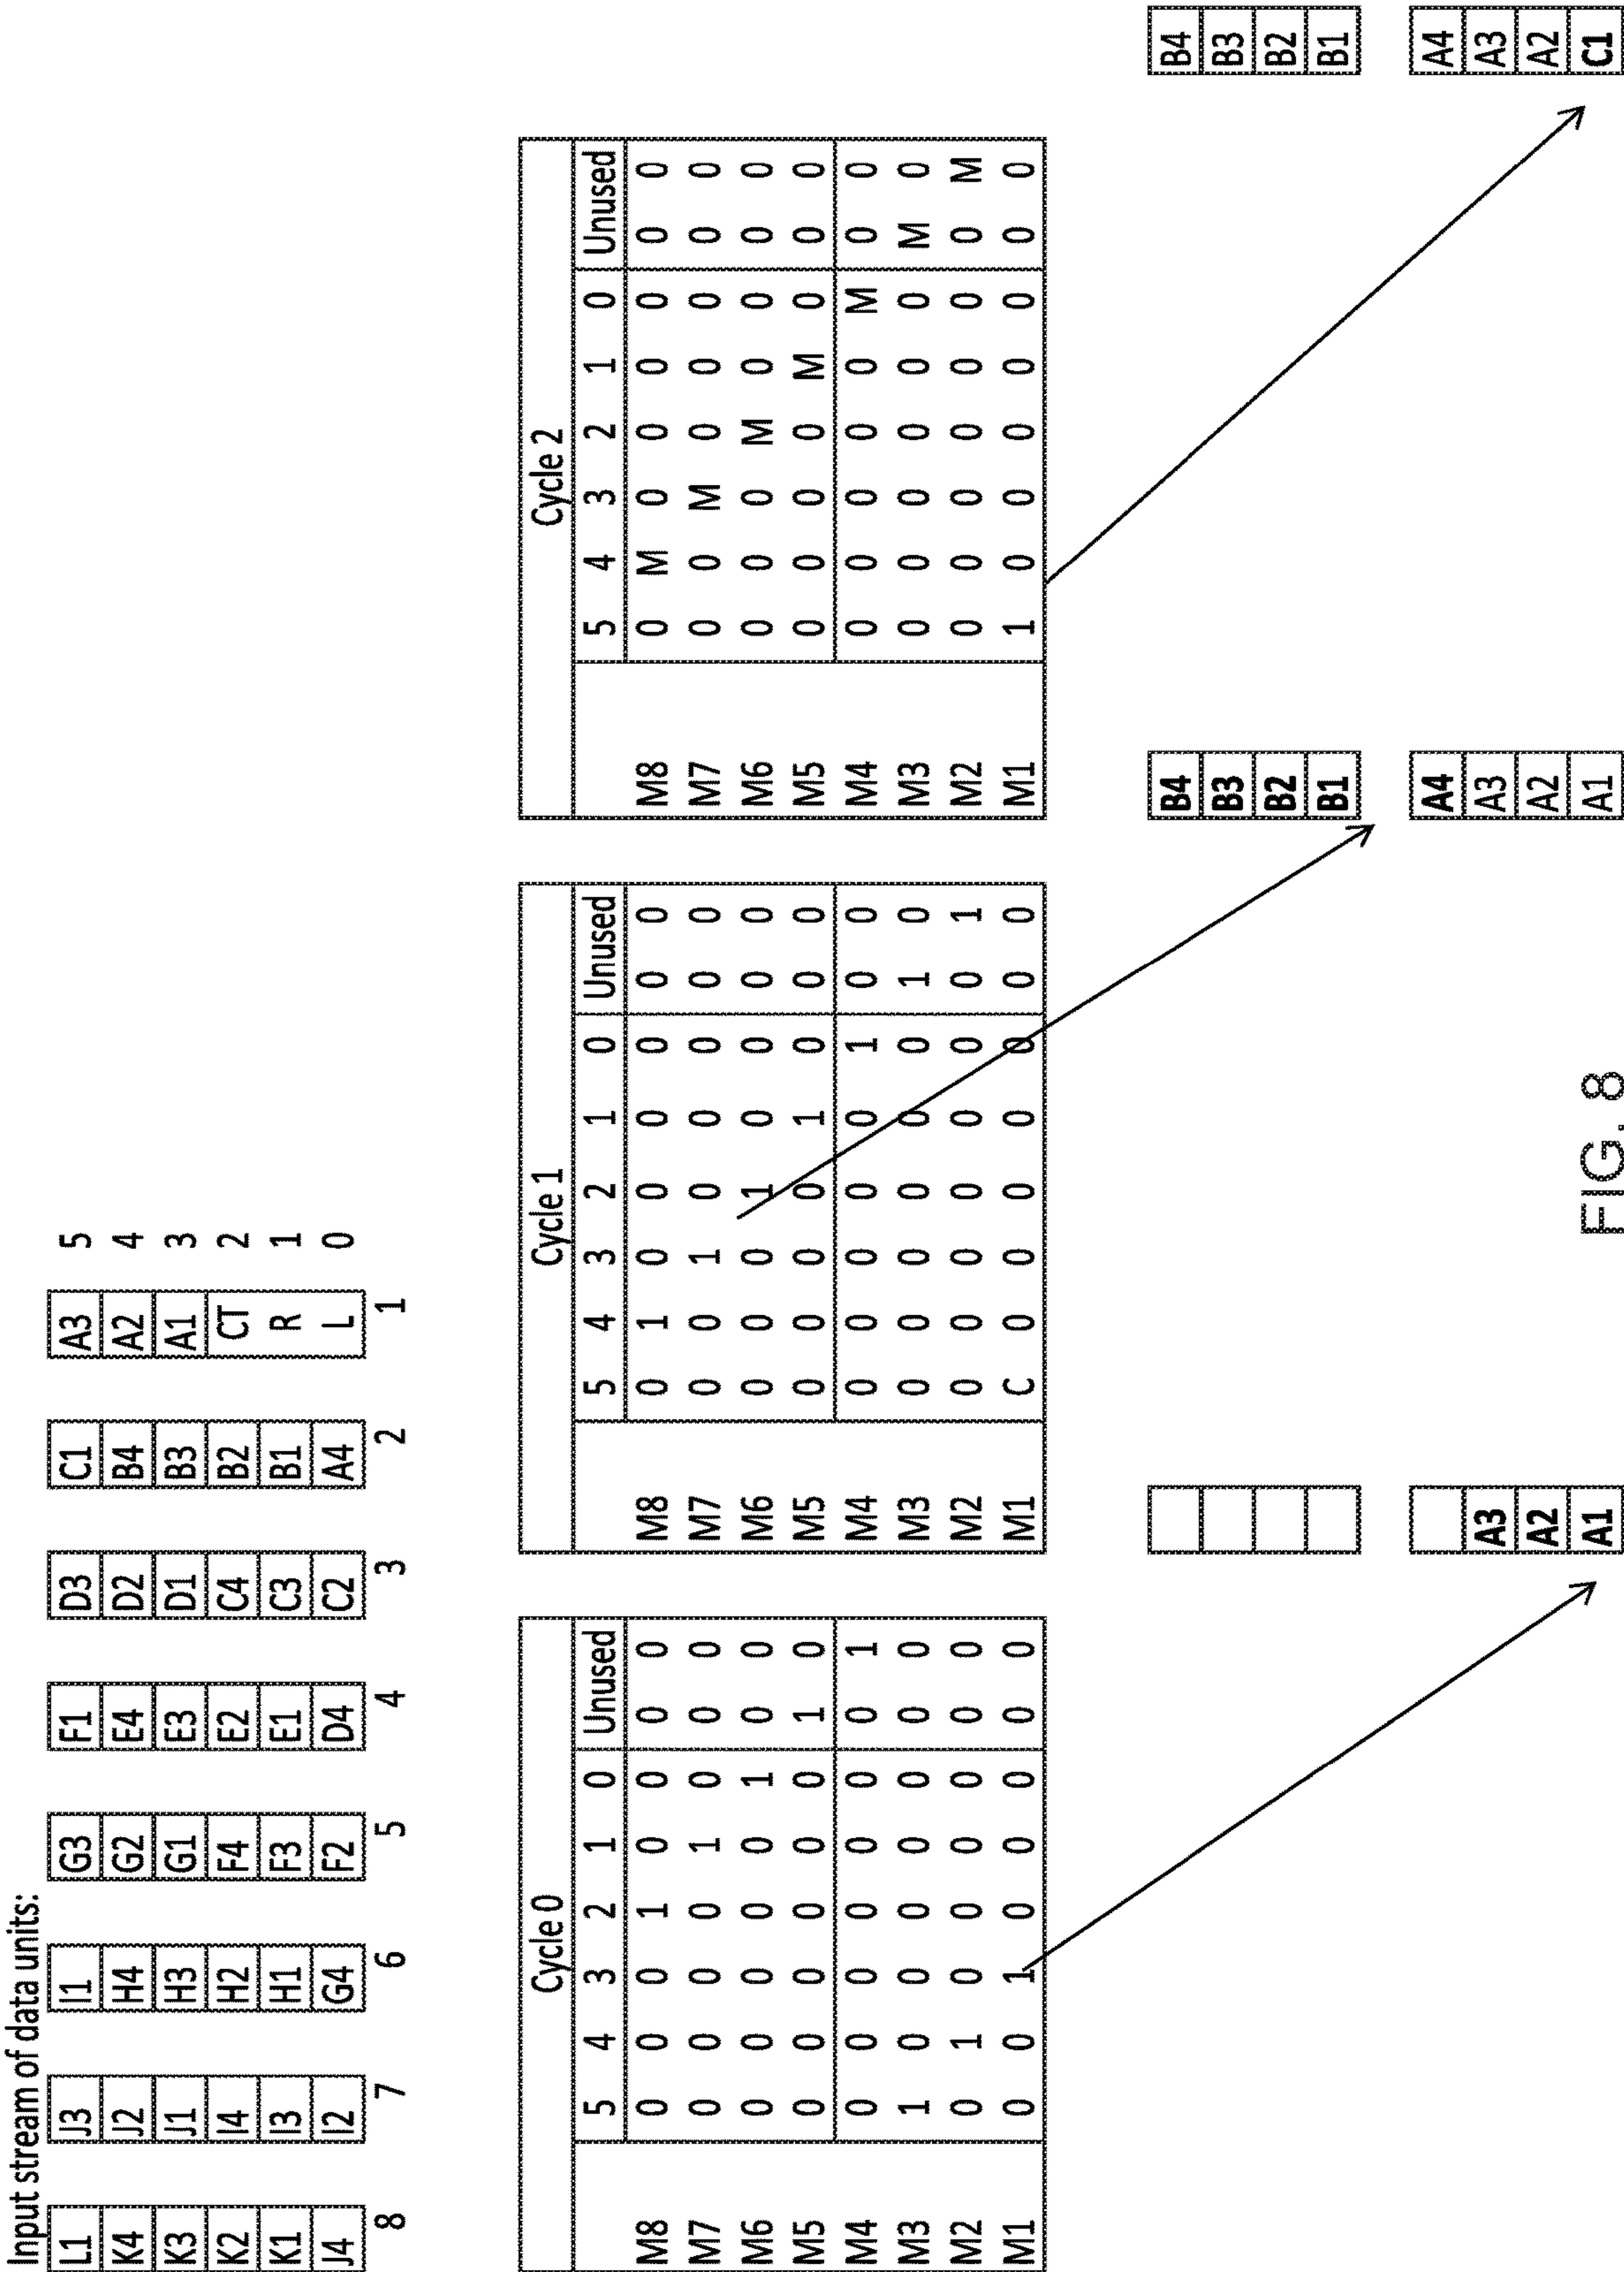 Input stream of data units:
L1 J3 I1 G3 F1 D3 C1 A3 5
K4 J2 H4 G2 E4 D2 B4 A2 4
K3 J1 H3 G1 E3 D1 B3 A1 3
K2 I4 H2 F4 E2 C4 B2 CT 2
K1 I3 H1 F3 E1 C3 B1 R 1
J4 I2 G4 F2 D4 C2 A4 L 0
8 7 6 5 4 3 2 1
Cycle 0
5 4 3 2 1 0 Unused
M8 0 0 0 1 0 0 0 0
M7 0 0 0 0 1 0 0 0
M6 0 0 0 0 0 1 0 0
M5 0 0 0 0 0 0 1 0
M4 0 0 0 0 0 0 0 1
M3 1 0 0 0 0 0 0 0
M2 0 1 0 0 0 0 0 0
M1 0 0 1 0 0 0 0 0
Cycle 1
5 4 3 2 1 0 Unused
M8 0 1 0 0 0 0 0 0
M7 0 0 1 0 0 0 0 0
M6 0 0 0 1 0 0 0 0
M5 0 0 0 0 1 0 0 0
M4 0 0 0 0 0 1 0 0
M3 0 0 0 0 0 0 1 0
M2 0 0 0 0 0 0 0 1
M1 C 0 0 0 0 0 0 0
Cycle 2
5 4 3 2 1 0 Unused
M8 0 M 0 0 0 0 0 0
M7 0 0 M 0 0 0 0 0
M6 0 0 0 M 0 0 0 0
M5 0 0 0 0 M 0 0 0
M4 0 0 0 0 0 M 0 0
M3 0 0 0 0 0 0 M 0
M2 0 0 0 0 0 0 0 M
M1 1 0 0 0 0 0 0 0
B4 B4
B3 B3
B2 B2
B1 B1
A4 A4
A3 A3 A3
A2 A2 A2
A1 A1 C1
FIG. 8